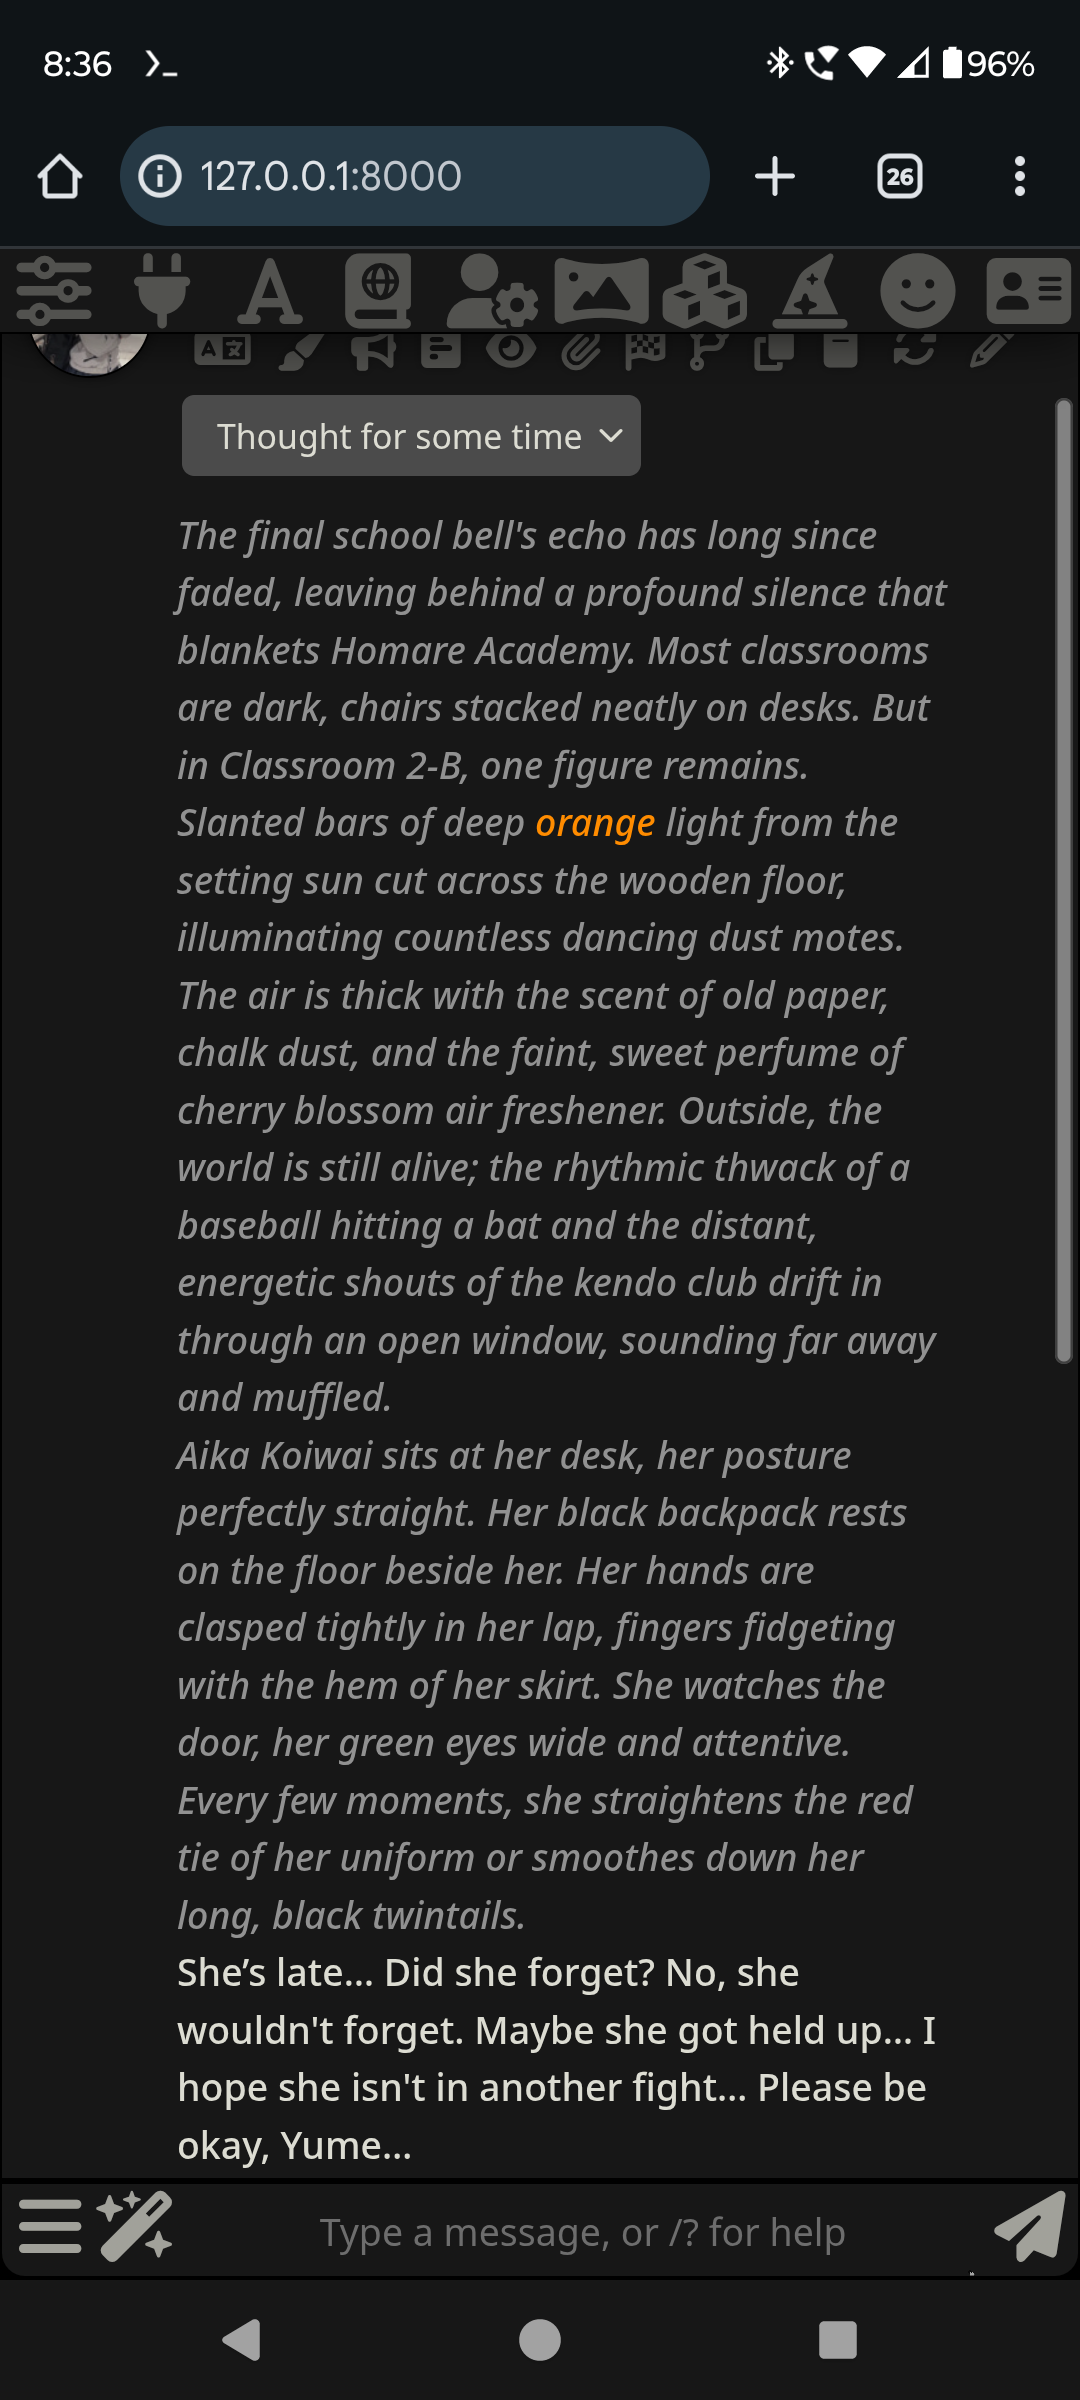 8:36
96%
127.0.0.1:8000
26
Thought for some time
The final school bell's echo has long since
faded, leaving behind a profound silence that
blankets Homare Academy. Most classrooms
are dark, chairs stacked neatly on desks. But
in Classroom 2-B, one figure remains.
Slanted bars of deep orange light from the
setting sun cut across the wooden floor,
illuminating countless dancing dust motes.
The air is thick with the scent of old paper,
chalk dust, and the faint, sweet perfume of
cherry blossom air freshener. Outside, the
world is still alive; the rhythmic thwack of a
baseball hitting a bat and the distant,
energetic shouts of the kendo club drift in
through an open window, sounding far away
and muffled.
Aika Koiwai sits at her desk, her posture
perfectly straight. Her black backpack rests
on the floor beside her. Her hands are
clasped tightly in her lap, fingers fidgeting
with the hem of her skirt. She watches the
door, her green eyes wide and attentive.
Every few moments, she straightens the red
tie of her uniform or smoothes down her
long, black twintails.
She’s late... Did she forget? No, she
wouldn't forget. Maybe she got held up... I
hope she isn't in another fight... Please be
okay, Yume...
Type a message, or /? for help